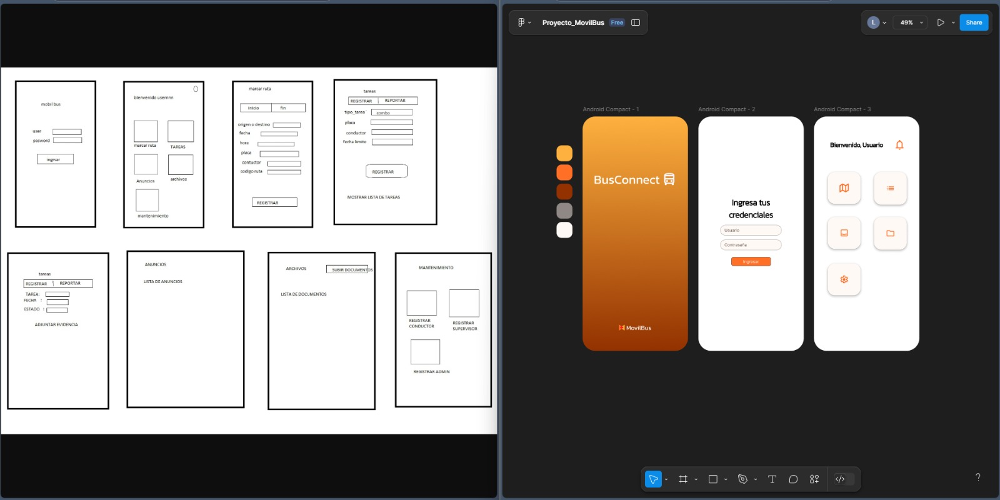 mobil bus
user
pasword
ingrsar
bienvenido usernnn
marcar ruta
TAREAS
Anuncios
archivos
mantenimiento
marcar ruta
inicio
fin
origen o destino
fecha
hora
placa
contuctor
codigo ruta
REGISTRAR
tareas
REGISTRAR
REPORTAR
tipo_tarea'
combo
placa
conductor
fecha limite
REGISTRAR
MOSTRAR LISTA DE TAREAS
tareas
REGISTRAR
REPORTAR
TAREA:
FECHA :
ESTADO :
ADJUNTAR EVIDENCIA
ANUNCIOS
LISTA DE ANUNCIOS
ARCHIVOS
SUBIR DOCUMENTOS
LISTA DE DOCUMENTOS
MANTENIMIENTO
REGISTRAR
CONDUCTOR
REGISTRAR
SUPERVISOR
REGISTRAR ADMIN
Proyecto_MovilBus
Free
L
49%
Share
Android Compact - 1
BusConnect
MovilBus
Android Compact - 2
Ingresa tus
credenciales
Usuario
Contraseña
Ingresar
Android Compact - 3
Bienvenido, Usuario
?